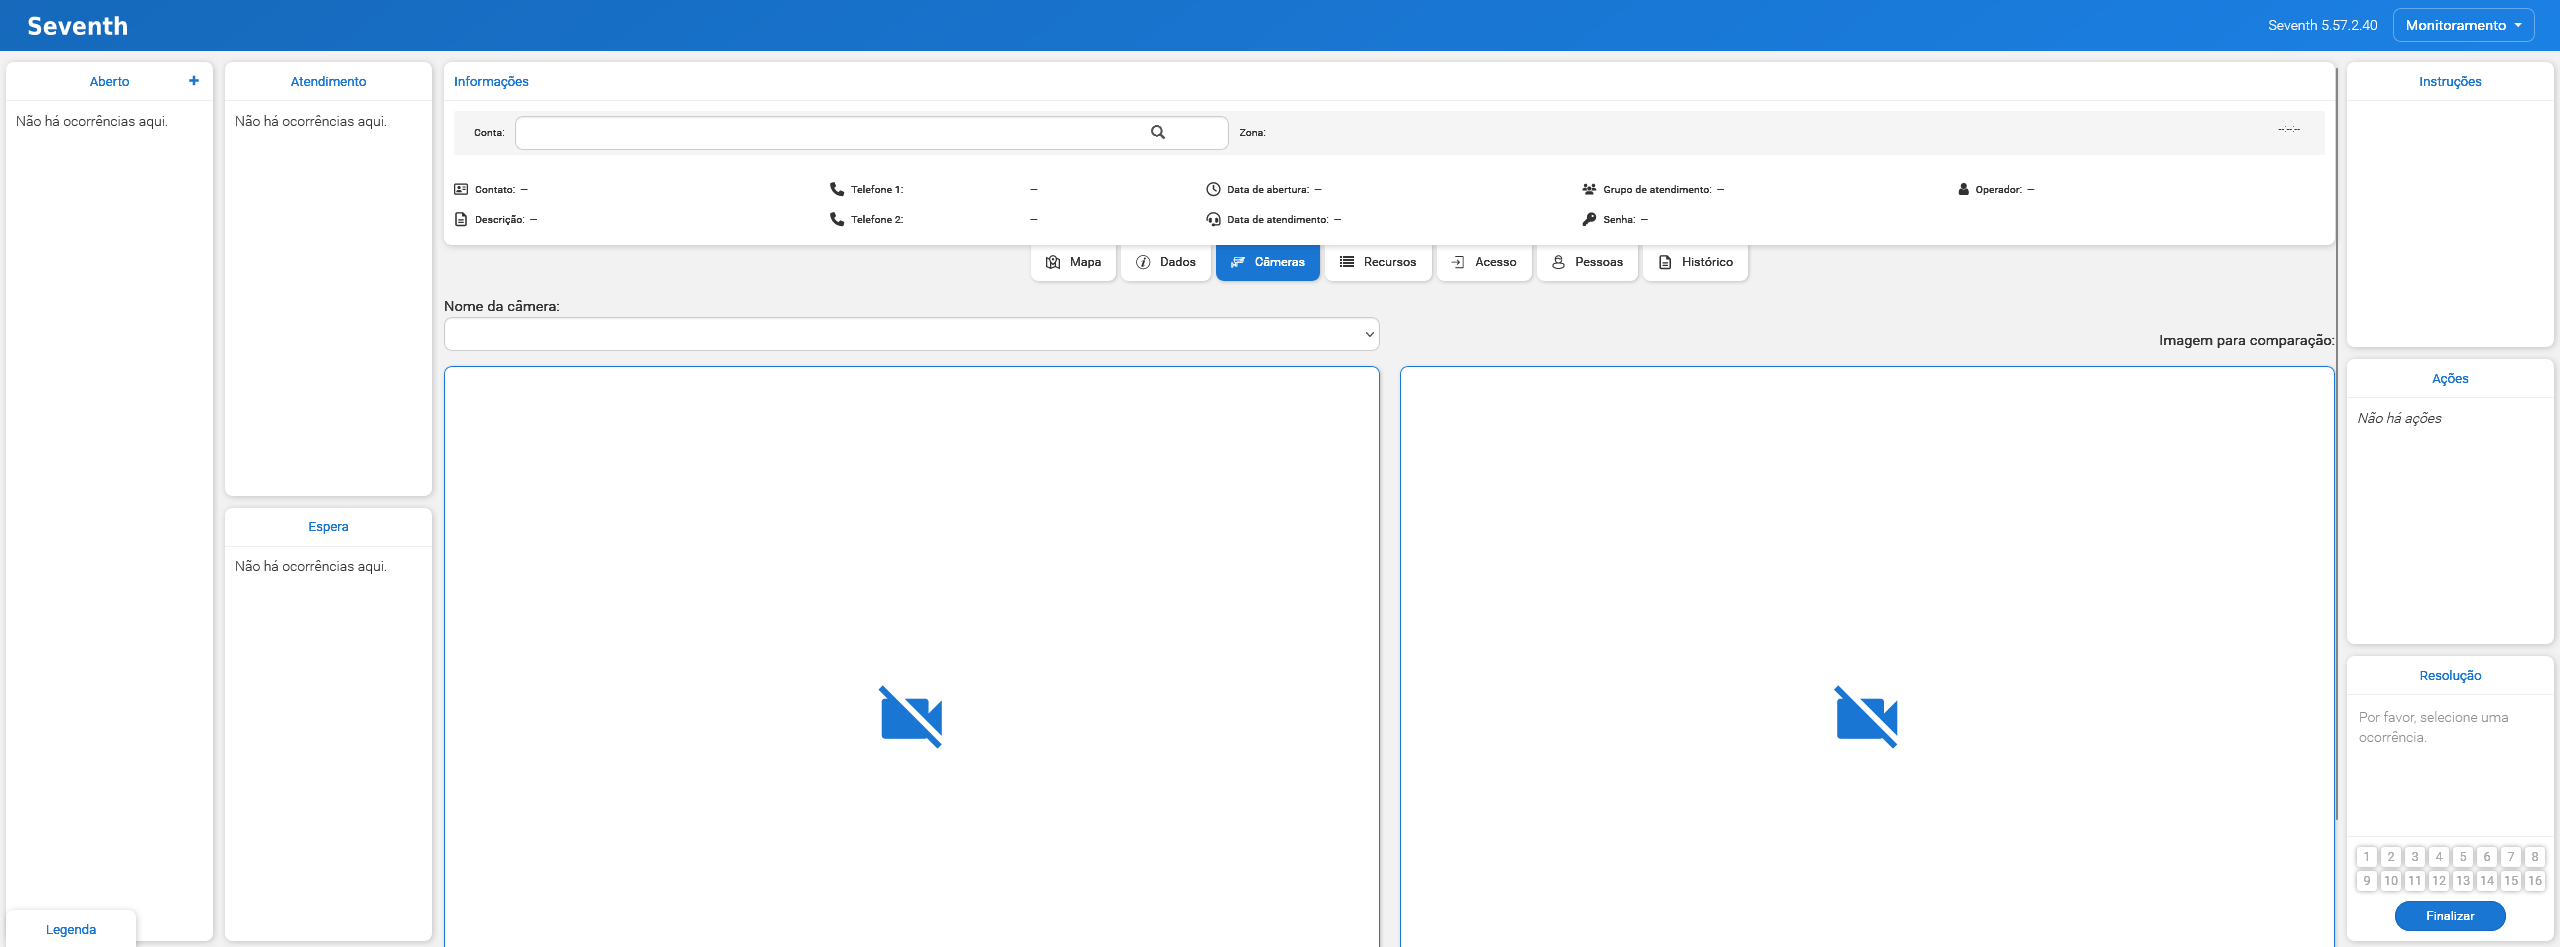 Seventh
Seventh 5.57.2.40
Monitoramento
Aberto
Não há ocorrências aqui.
Legenda
Atendimento
Não há ocorrências aqui.
Espera
Não há ocorrências aqui.
Informações
Conta:
Zona:
--:--:--
Contato: —
Telefone 1: —
Data de abertura: —
Grupo de atendimento: —
Operador: —
Descrição: —
Telefone 2: —
Data de atendimento: —
Senha: —
Mapa
Dados
Câmeras
Recursos
Acesso
Pessoas
Histórico
Nome da câmera:
Imagem para comparação:
Instruções
Ações
Não há ações
Resolução
Por favor, selecione uma
ocorrência.
1 2 3 4 5 6 7 8
9 10 11 12 13 14 15 16
Finalizar